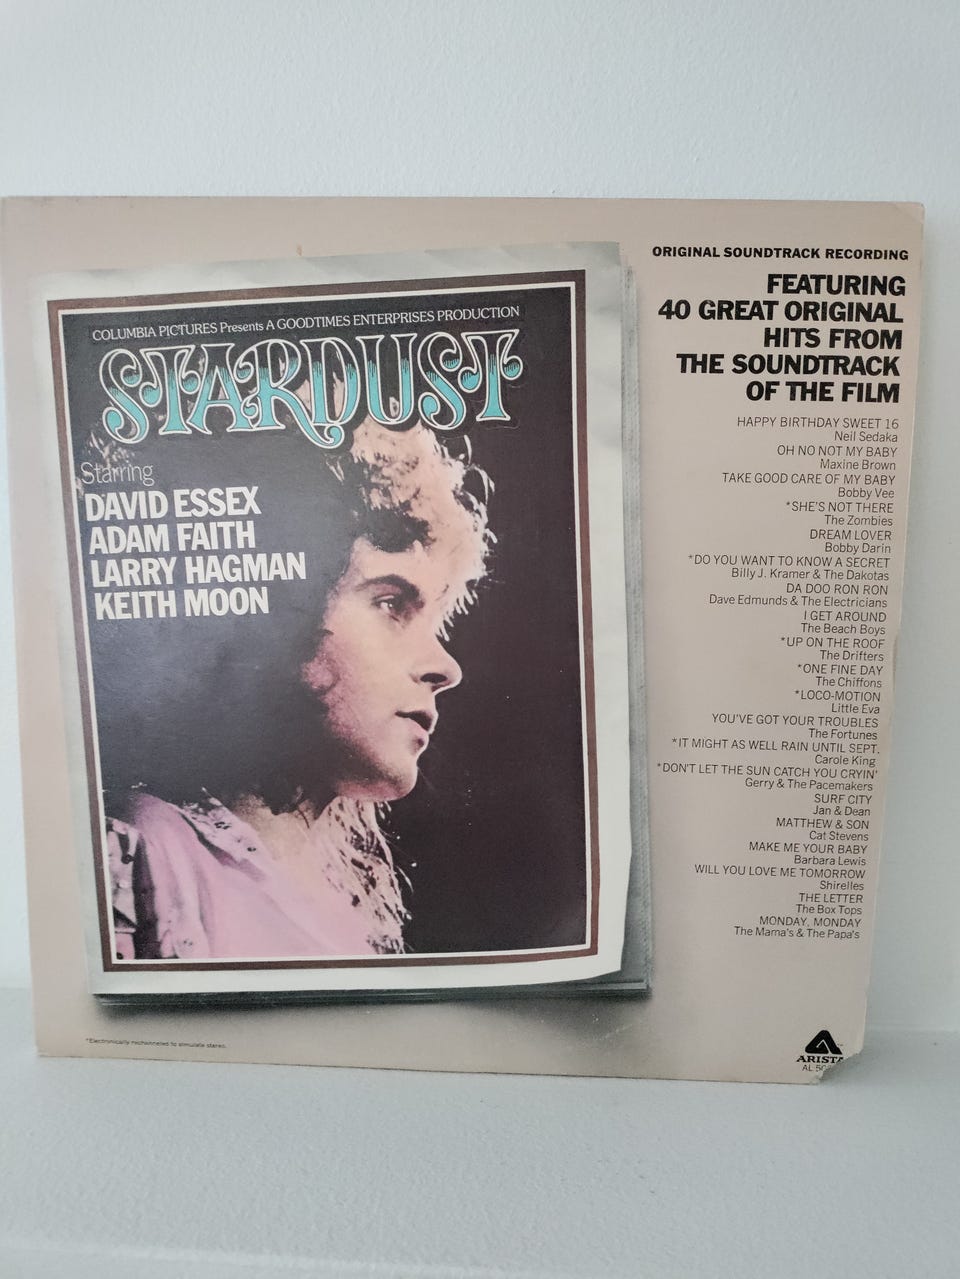 COLUMBIA PICTURES Presents A GOODTIMES ENTERPRISES PRODUCTION
STARDUST
Starring
DAVID ESSEX
ADAM FAITH
LARRY HAGMAN
KEITH MOON
ORIGINAL SOUNDTRACK RECORDING
FEATURING
40 GREAT ORIGINAL
HITS FROM
THE SOUNDTRACK
OF THE FILM
HAPPY BIRTHDAY SWEET 16
Neil Sedaka
OH NO NOT MY BABY
Maxine Brown
TAKE GOOD CARE OF MY BABY
Bobby Vee
*SHE'S NOT THERE
The Zombies
DREAM LOVER
Bobby Darin
*DO YOU WANT TO KNOW A SECRET
Billy J. Kramer & The Dakotas
DA DOO RON RON
Dave Edmunds & The Electricians
I GET AROUND
The Beach Boys
*UP ON THE ROOF
The Drifters
*ONE FINE DAY
The Chiffons
*LOCO-MOTION
Little Eva
YOU'VE GOT YOUR TROUBLES
The Fortunes
*IT MIGHT AS WELL RAIN UNTIL SEPT.
Carole King
*DON'T LET THE SUN CATCH YOU CRYIN'
Gerry & The Pacemakers
SURF CITY
Jan & Dean
MATTHEW & SON
Cat Stevens
MAKE ME YOUR BABY
Barbara Lewis
WILL YOU LOVE ME TOMORROW
Shirelles
THE LETTER
The Box Tops
MONDAY, MONDAY
The Mama's & The Papa's
*Electronically rechanneled to simulate stereo.
ARISTA
AL